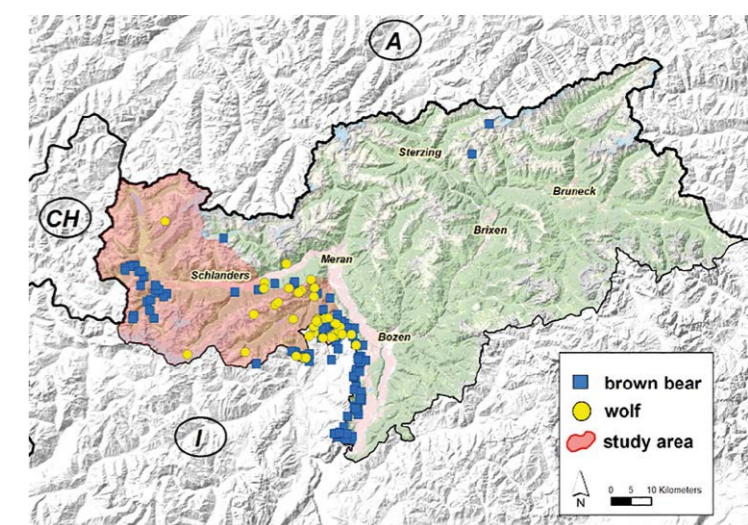 A
Sterzing
Bruneck
CH
Brixen
Meran
Schlanders
Bozen
brown bear
wolf
I
study area
0 5 10 Kilometers
N